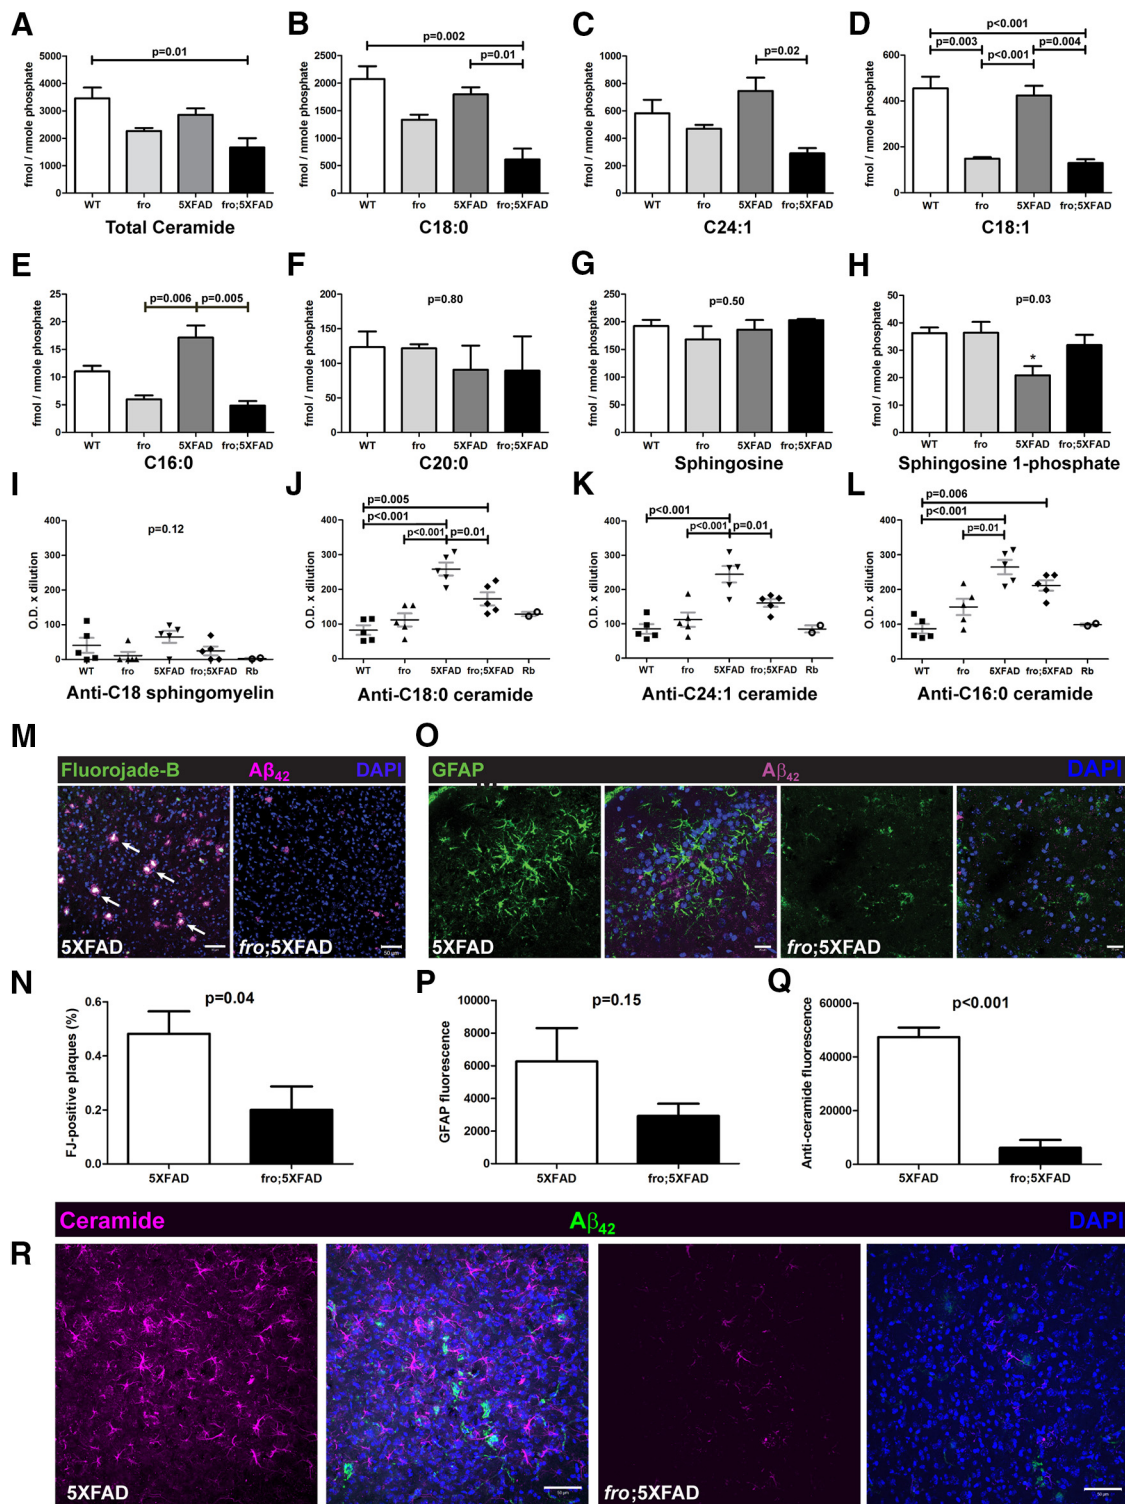 A
B
C
D
p=0.01
5000
4000
3000
2000
1000
0
fmol / nmole phosphate
WT
fro
5XFAD
fro;5XFAD
Total Ceramide
p=0.002
p=0.01
2500
2000
1500
1000
500
0
fmol / nmole phosphate
WT
fro
5XFAD
fro;5XFAD
C18:0
p=0.02
1000
800
600
400
200
0
fmol / nmole phosphate
WT
fro
5XFAD
fro;5XFAD
C24:1
p<0.001
p=0.003
p=0.004
p<0.001
600
400
200
0
fmol / nmole phosphate
WT
fro
5XFAD
fro;5XFAD
C18:1
E
F
G
H
p=0.006
p=0.005
25
20
15
10
5
0
fmol / nmole phosphate
WT
fro
5XFAD
fro;5XFAD
C16:0
p=0.80
200
150
100
50
0
fmol / nmole phosphate
WT
fro
5XFAD
fro;5XFAD
C20:0
p=0.50
250
200
150
100
50
0
fmol / nmole phosphate
WT
fro
5XFAD
fro;5XFAD
Sphingosine
p=0.03
*
50
40
30
20
10
0
fmol / nmole phosphate
WT
fro
5XFAD
fro;5XFAD
Sphingosine 1-phosphate
I
J
K
L
p=0.12
400
300
200
100
0
O.D. x dilution
WT
fro
5XFAD
fro;5XFAD
Rb
Anti-C18 sphingomyelin
p=0.005
p<0.001
p<0.001
p=0.01
400
300
200
100
0
O.D. x dilution
WT
fro
5XFAD
fro;5XFAD
Rb
Anti-C18:0 ceramide
p<0.001
p<0.001
p=0.01
400
300
200
100
0
O.D. x dilution
WT
fro
5XFAD
fro;5XFAD
Rb
Anti-C24:1 ceramide
p=0.006
p<0.001
p=0.01
400
300
200
100
0
O.D. x dilution
WT
fro
5XFAD
fro;5XFAD
Rb
Anti-C16:0 ceramide
M
O
Fluorojade-B Aβ42 DAPI
GFAP Aβ42 DAPI
5XFAD
fro;5XFAD
50 µm
5XFAD
fro;5XFAD
N
P
Q
p=0.04
0.6
0.4
0.2
0.0
FJ-positive plaques (%)
5XFAD
fro;5XFAD
p=0.15
10000
8000
6000
4000
2000
0
GFAP fluorescence
5XFAD
fro;5XFAD
p<0.001
60000
40000
20000
0
Anti-ceramide fluorescence
5XFAD
fro;5XFAD
Ceramide Aβ42 DAPI
R
5XFAD
fro;5XFAD
50 µm